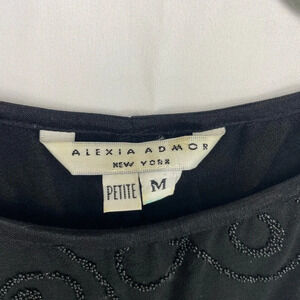 ALEXIA ADMOR
NEW YORK
PETITE M